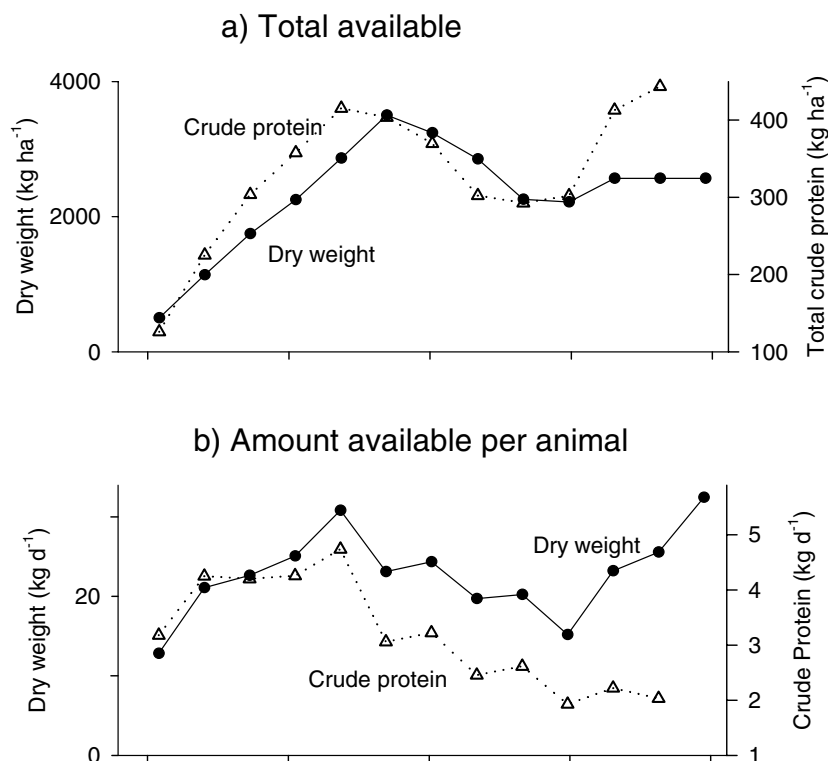 a) Total available
4000
2000
0
Dry weight (kg ha-1)
Crude protein
Dry weight
400
300
200
100
Total crude protein (kg ha-1)
b) Amount available per animal
20
0
Dry weight (kg d-1)
Dry weight
Crude protein
5
4
3
2
1
Crude Protein (kg d-1)